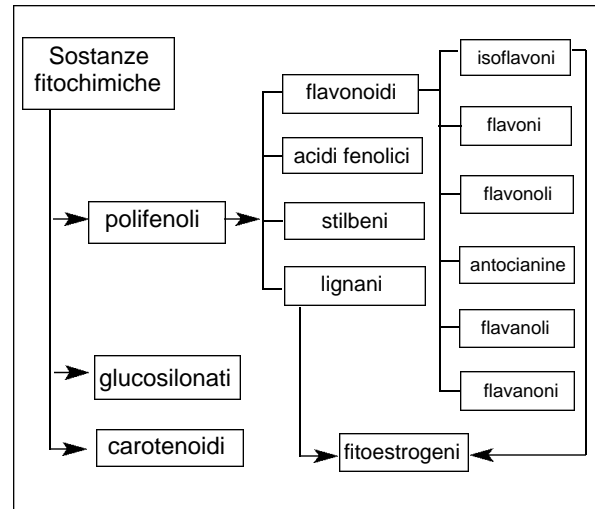 Sostanze
fitochimiche
polifenoli
glucosilonati
carotenoidi
flavonoidi
acidi fenolici
stilbeni
lignani
isoflavoni
flavoni
flavonoli
antocianine
flavanoli
flavanoni
fitoestrogeni